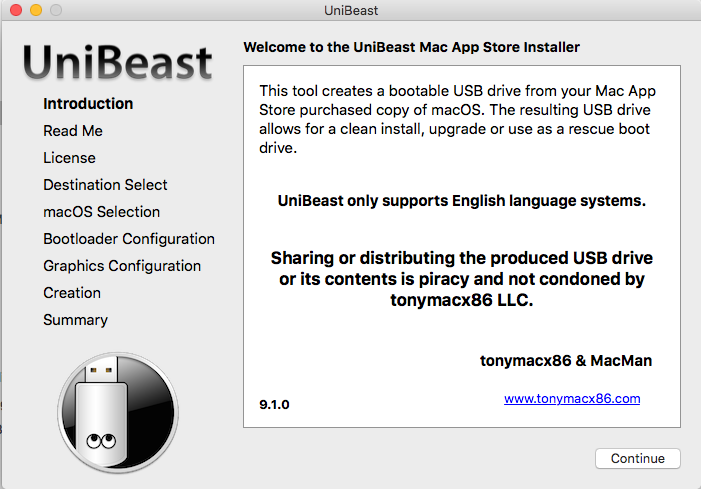 UniBeast
UniBeast
Introduction
Read Me
License
Destination Select
macOS Selection
Bootloader Configuration
Graphics Configuration
Creation
Summary
Welcome to the UniBeast Mac App Store Installer
This tool creates a bootable USB drive from your Mac App
Store purchased copy of macOS. The resulting USB drive
allows for a clean install, upgrade or use as a rescue boot
drive.
UniBeast only supports English language systems.
Sharing or distributing the produced USB drive
or its contents is piracy and not condoned by
tonymacx86 LLC.
tonymacx86 & MacMan
9.1.0
www.tonymacx86.com
Continue